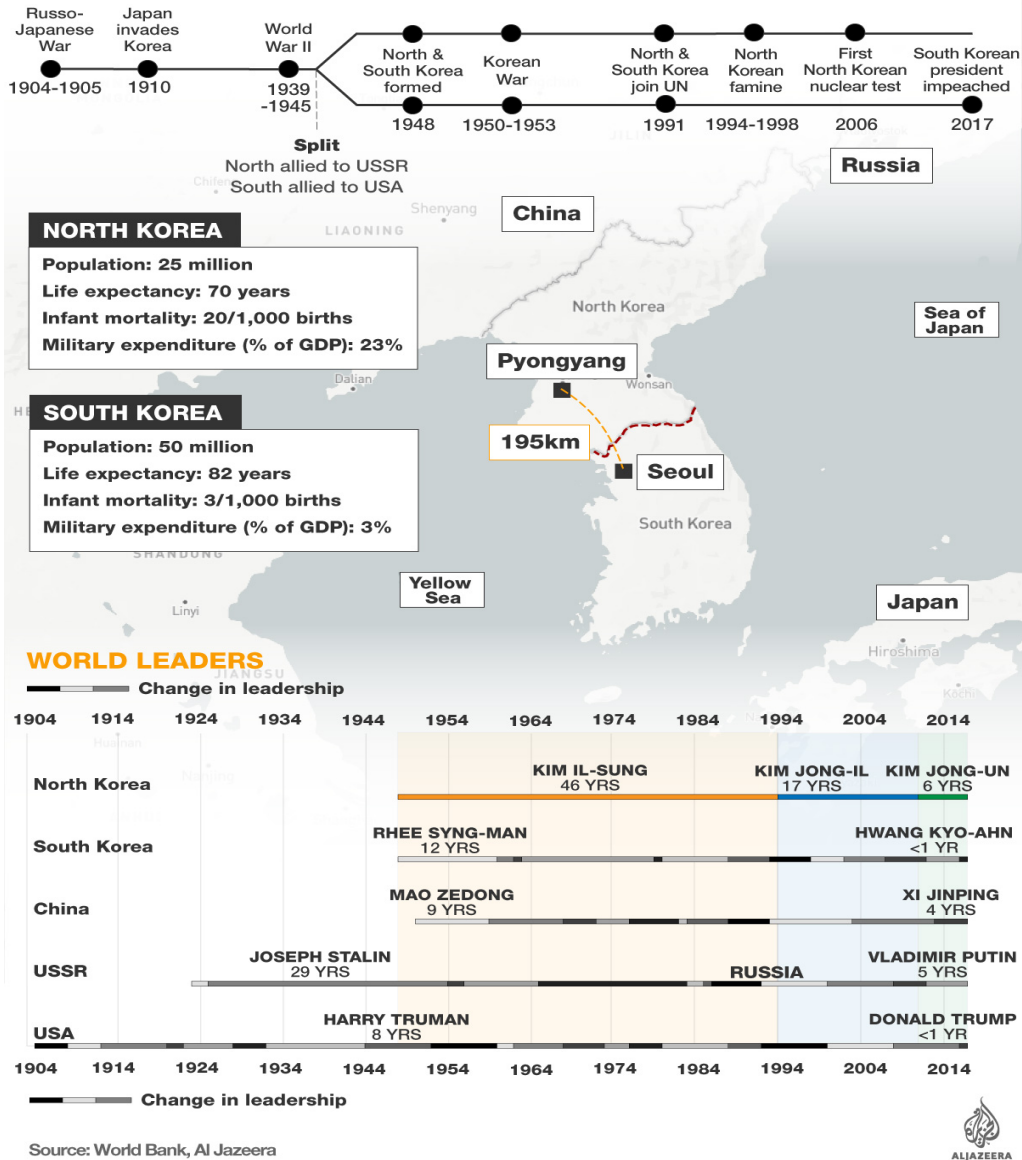 Russo-
Japanese
War
1904-1905
Japan
invades
Korea
1910
World
War II
1939
-1945
North &
South Korea
formed
1948
Korean
War
1950-1953
North &
South Korea
join UN
1991
North
Korean
famine
1994-1998
First
North Korean
nuclear test
2006
South Korean
president
impeached
2017
Split
North allied to USSR
South allied to USA
JILIN
Russia
Shenyang
China
LIAONING
NORTH KOREA
Population: 25 million
Life expectancy: 70 years
Infant mortality: 20/1,000 births
Military expenditure (% of GDP): 23%
North Korea
Sea of
Japan
Pyongyang
Dalian
Wonsan
SOUTH KOREA
Population: 50 million
Life expectancy: 82 years
Infant mortality: 3/1,000 births
Military expenditure (% of GDP): 3%
195km
Seoul
South Korea
SHANDONG
Yellow
Sea
Linyi
Japan
Hiroshima
JIANGSU
Kochi
WORLD LEADERS
Change in leadership
1904 1914 1924 1934 1944 1954 1964 1974 1984 1994 2004 2014
Huainan
Nanjing
North Korea
KIM IL-SUNG
46 YRS
KIM JONG-IL
17 YRS
KIM JONG-UN
6 YRS
South Korea
RHEE SYNG-MAN
12 YRS
HWANG KYO-AHN
<1 YR
China
MAO ZEDONG
9 YRS
XI JINPING
4 YRS
USSR
JOSEPH STALIN
29 YRS
RUSSIA
VLADIMIR PUTIN
5 YRS
USA
HARRY TRUMAN
8 YRS
DONALD TRUMP
<1 YR
1904 1914 1924 1934 1944 1954 1964 1974 1984 1994 2004 2014
Change in leadership
Source: World Bank, Al Jazeera
ALJAZEERA